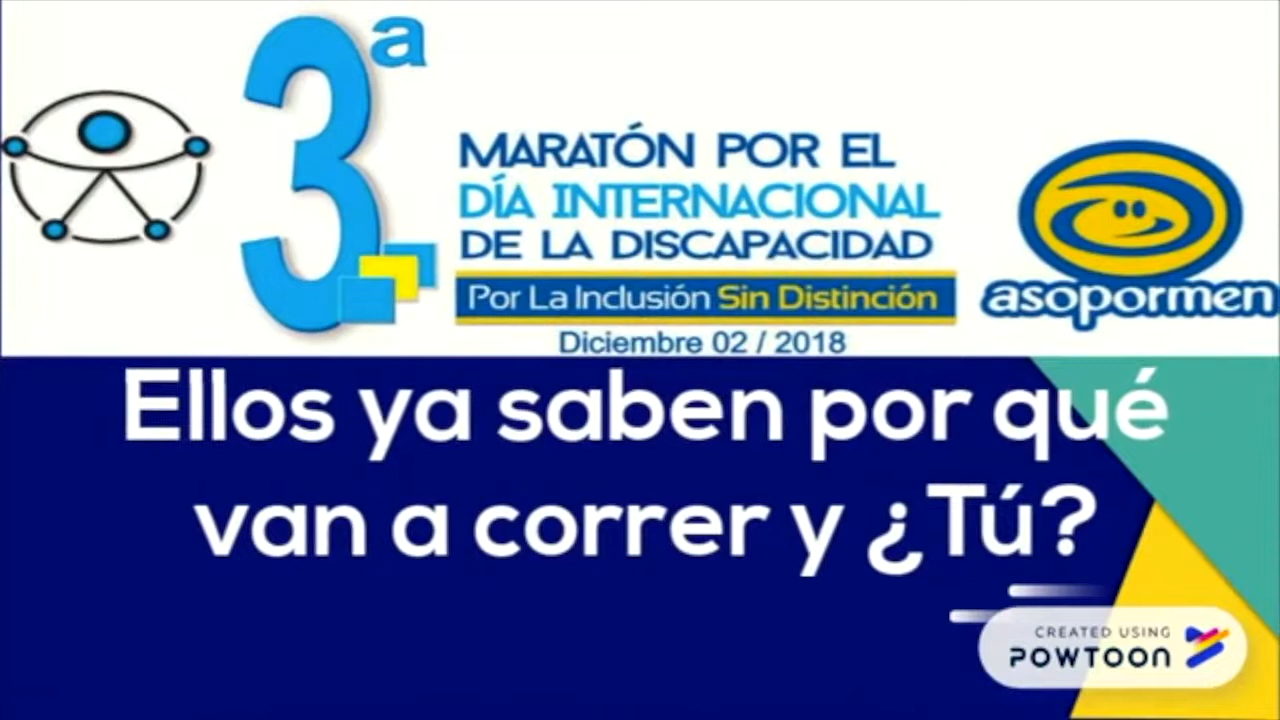 3ª
MARATÓN POR EL
DÍA INTERNACIONAL
DE LA DISCAPACIDAD
Por La Inclusión Sin Distinción
Diciembre 02 / 2018
asopormen
Ellos ya saben por qué
van a correr y ¿Tú?
CREATED USING
POWTOON